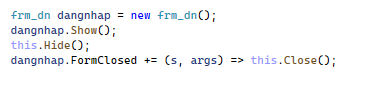 frm_dn dangnhap = new frm_dn();
dangnhap.Show();
this.Hide();
dangnhap.FormClosed += (s, args) => this.Close();